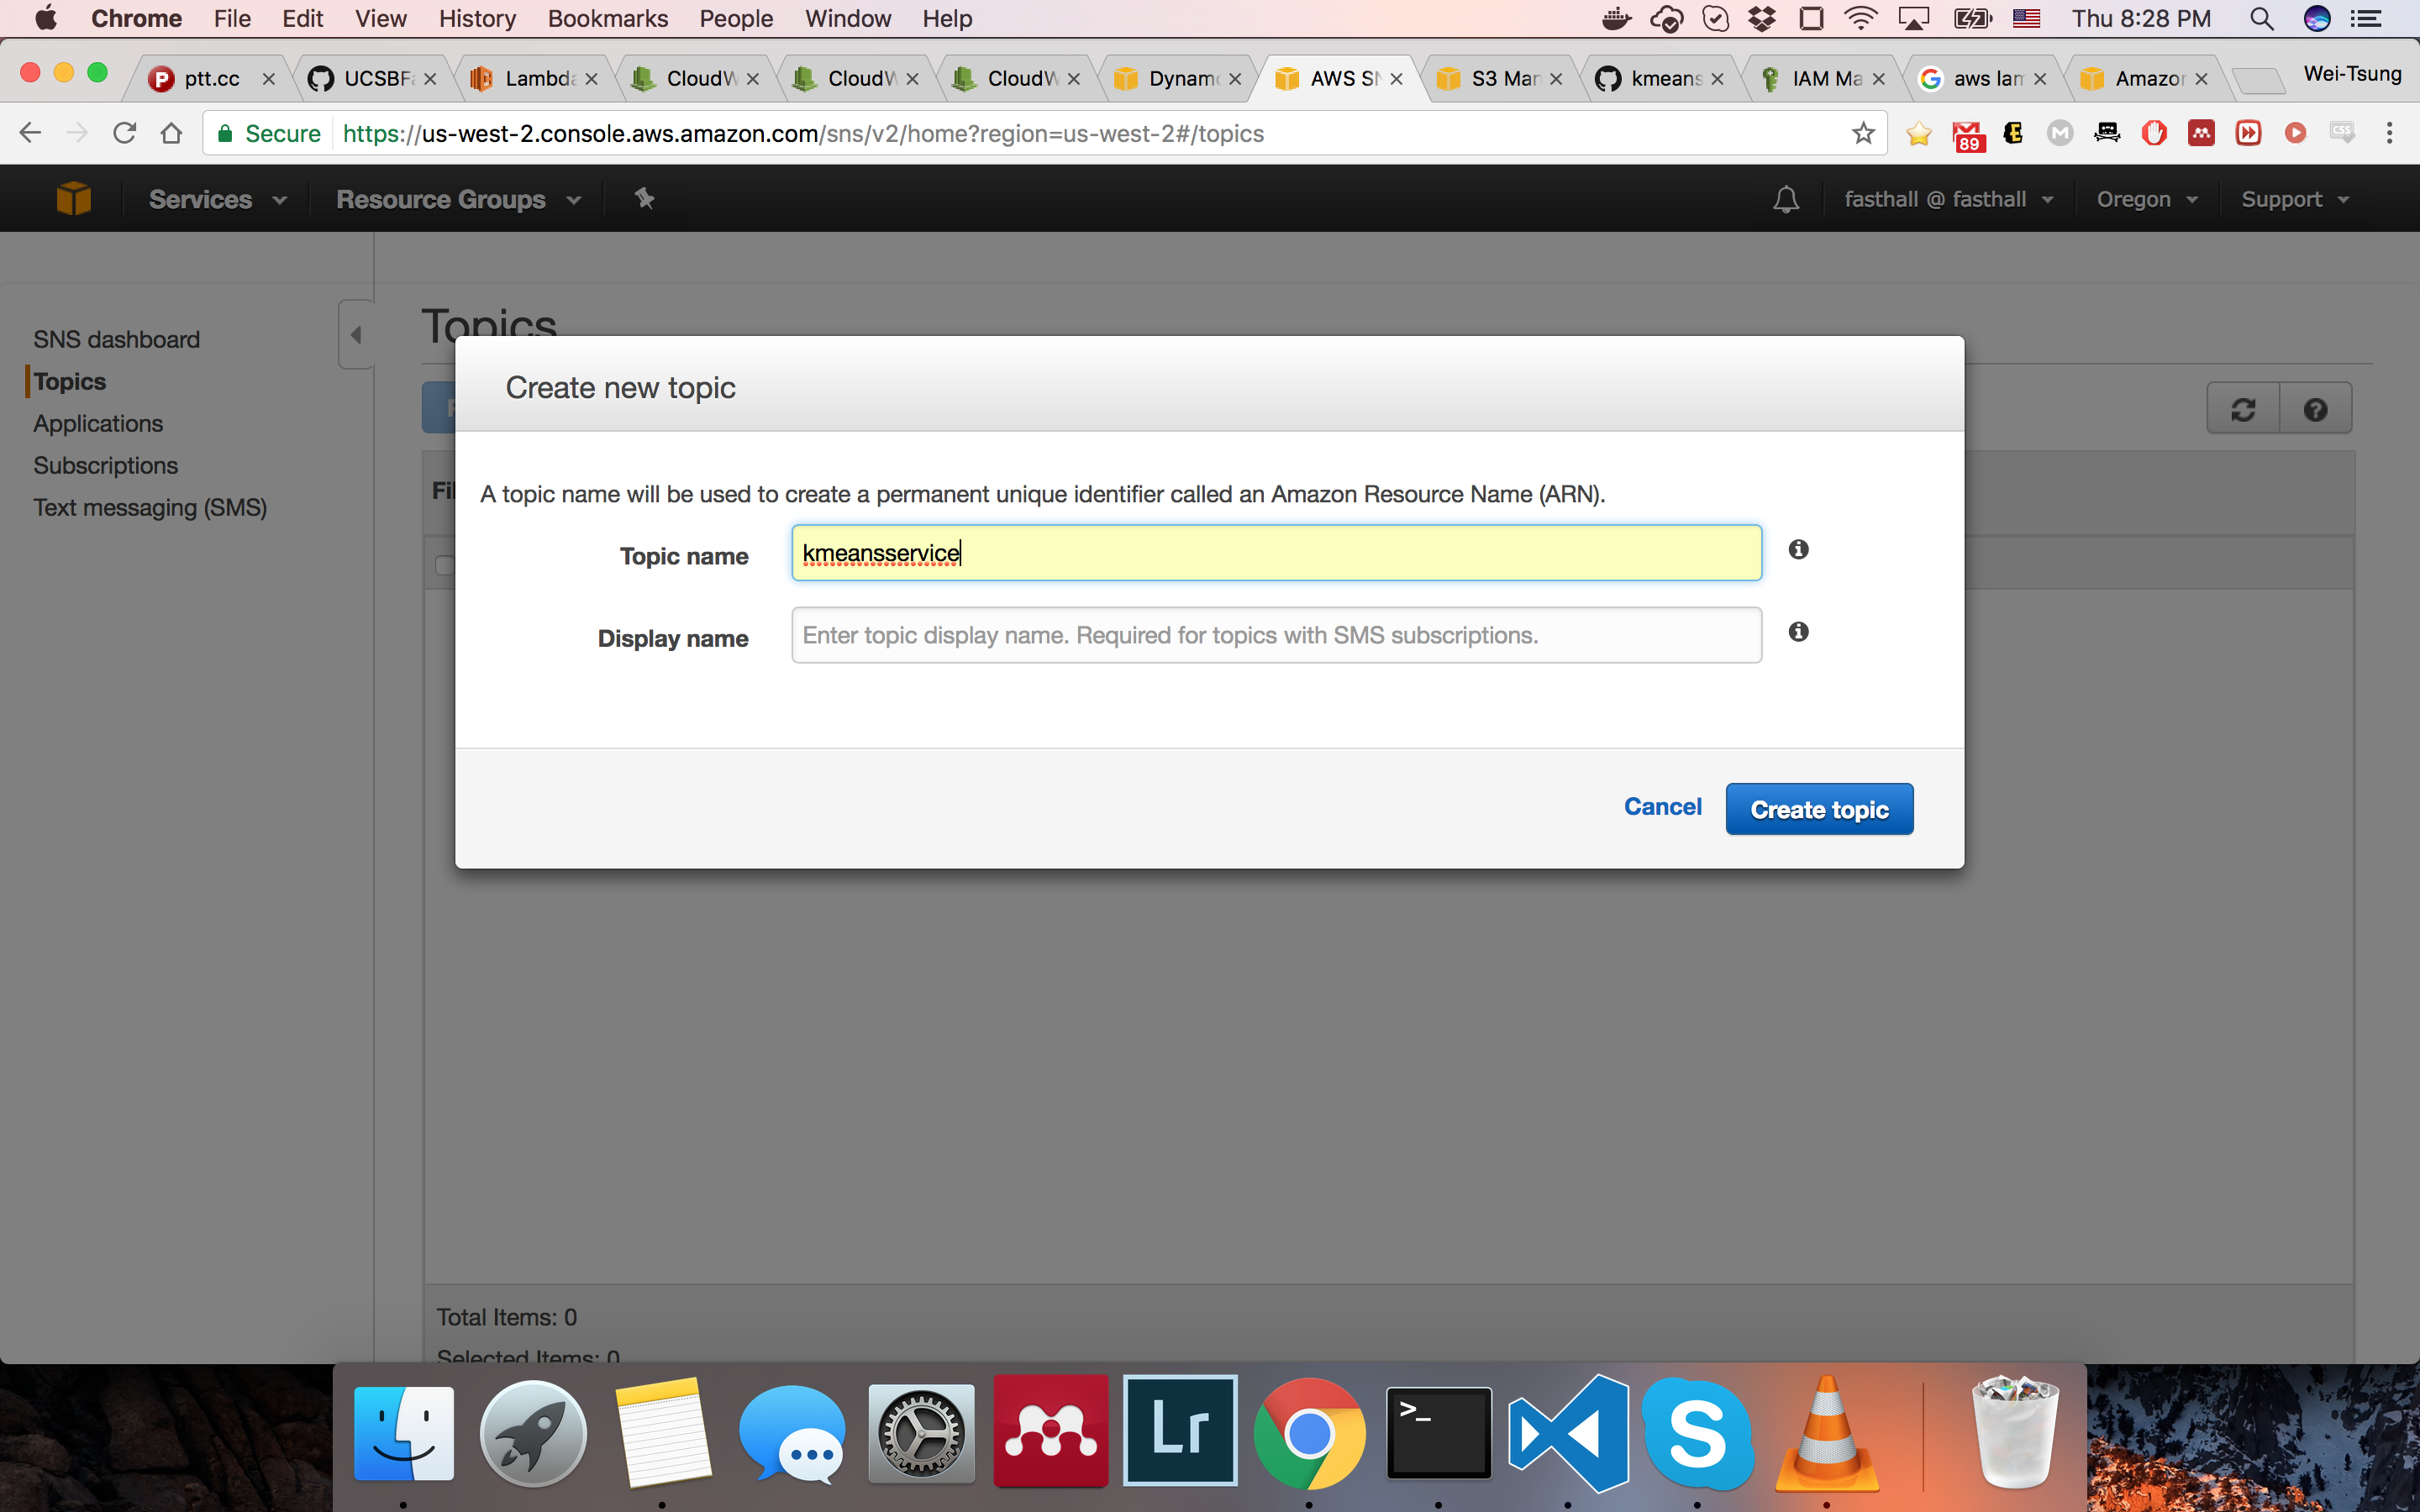 Chrome File Edit View History Bookmarks People Window Help Thu 8:28 PM
ptt.cc UCSBFa Lambda CloudW CloudW CloudW Dynamo AWS SN S3 Man kmeans IAM Ma aws lam Amazon Wei-Tsung
Secure https://us-west-2.console.aws.amazon.com/sns/v2/home?region=us-west-2#/topics 89
Services Resource Groups fasthall @ fasthall Oregon Support
SNS dashboard
Topics
Applications
Subscriptions
Text messaging (SMS)
Topics
Create new topic
A topic name will be used to create a permanent unique identifier called an Amazon Resource Name (ARN).
Topic name kmeansservice
Display name Enter topic display name. Required for topics with SMS subscriptions.
Cancel Create topic
Total Items: 0
Selected Items: 0
Lr